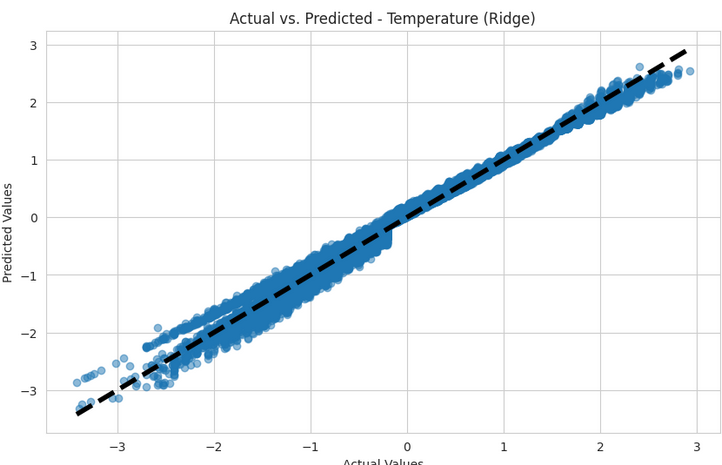 Actual vs. Predicted - Temperature (Ridge)
3
2
1
0
−1
−2
−3
Predicted Values
−3 −2 −1 0 1 2 3
Actual Values